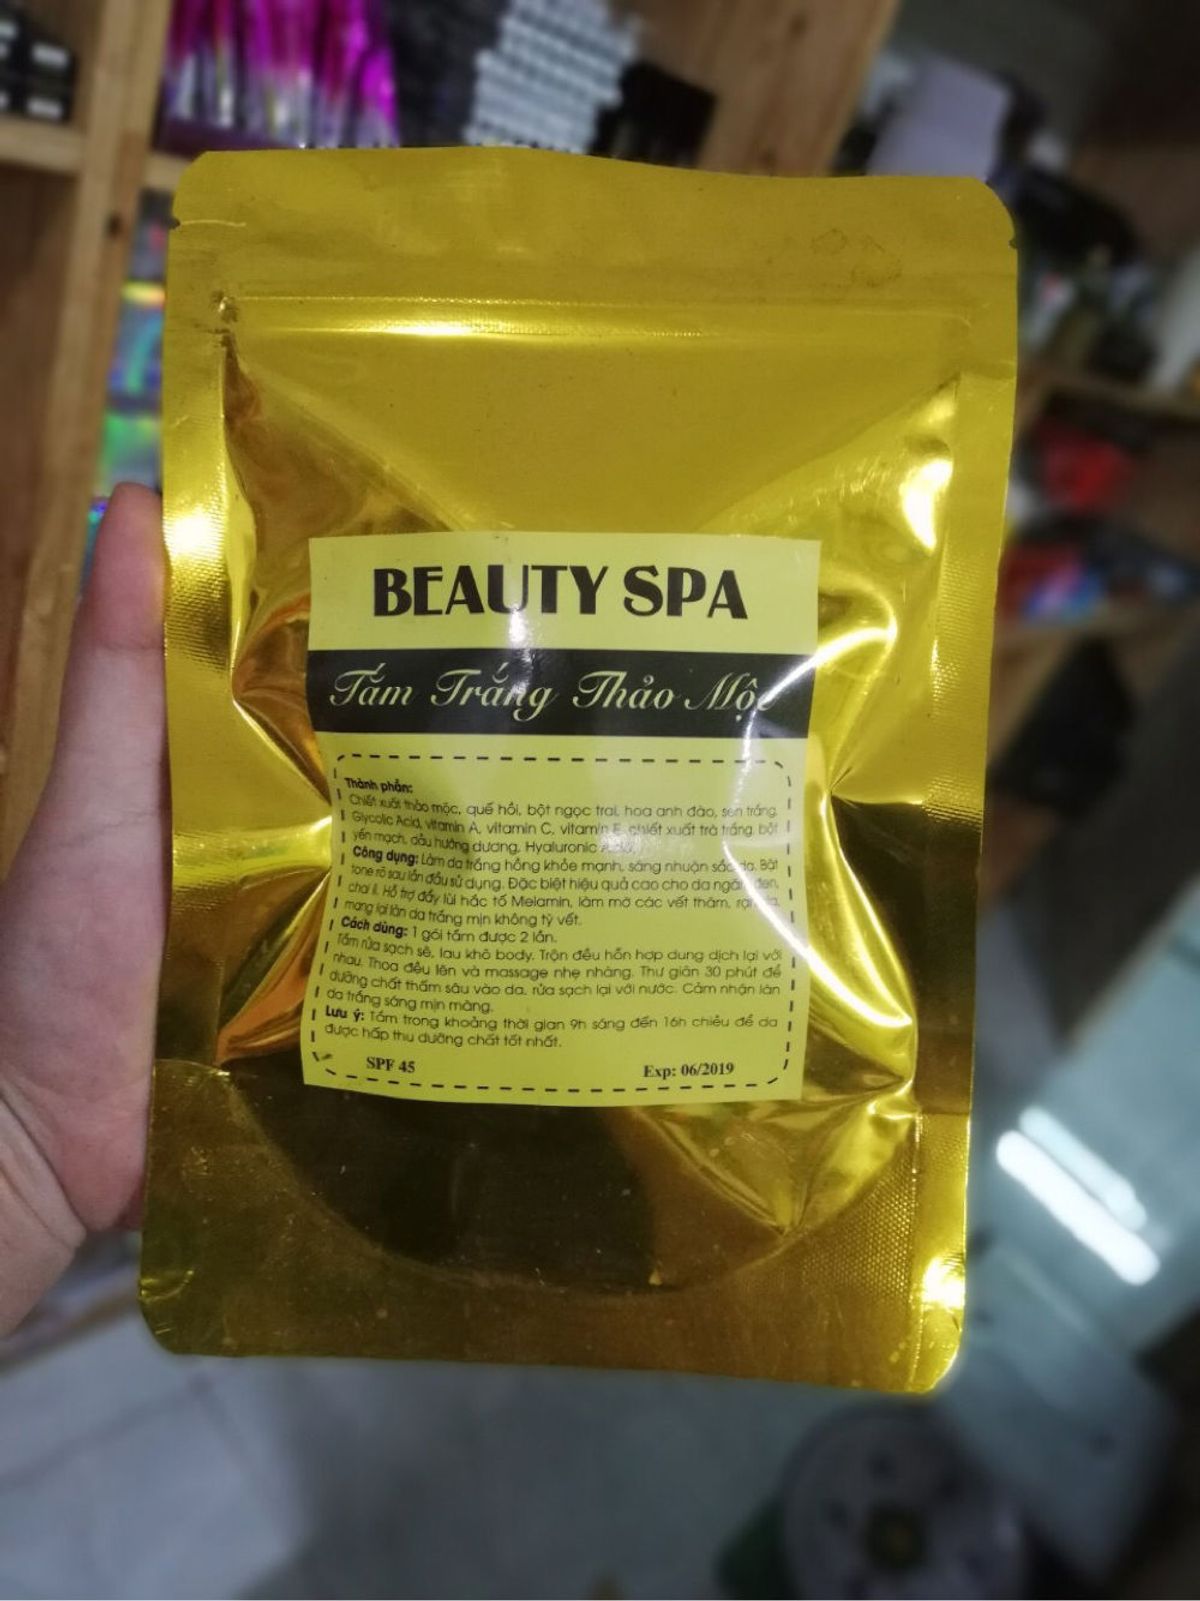 BEAUTY SPA
Tắm Trắng Thảo Mộc
Thành phần:
Chiết xuất thảo mộc, quế hồi, bột ngọc trai, hoa anh đào, sen trắng,
Glycolic Acid, vitamin A, vitamin C, vitamin E, chiết xuất trà trắng, bột
yến mạch, dầu hướng dương, Hyaluronic
Công dụng: Làm da trắng hồng khỏe mạnh, sáng nhuận sắc da. Bật
tone rõ sau lần đầu sử dụng. Đặc biệt hiệu quả cao cho da ngăm đen,
chai lì. Hỗ trợ đẩy lùi hắc tố Melamin, làm mờ các vết thâm, rạn da,
mang lại làn da trắng mịn không tỳ vết.
Cách dùng: 1 gói tắm được 2 lần.
Tắm rửa sạch sẽ, lau khô body. Trộn đều hỗn hợp dung dịch lại với
nhau. Thoa đều lên và massage nhẹ nhàng. Thư giãn 30 phút để
dưỡng chất thấm sâu vào da, rửa sạch lại với nước. Cảm nhận làn
da trắng sáng mịn màng.
Lưu ý: Tắm trong khoảng thời gian 9h sáng đến 16h chiều để da
được hấp thu dưỡng chất tốt nhất.
SPF 45 Exp: 06/2019